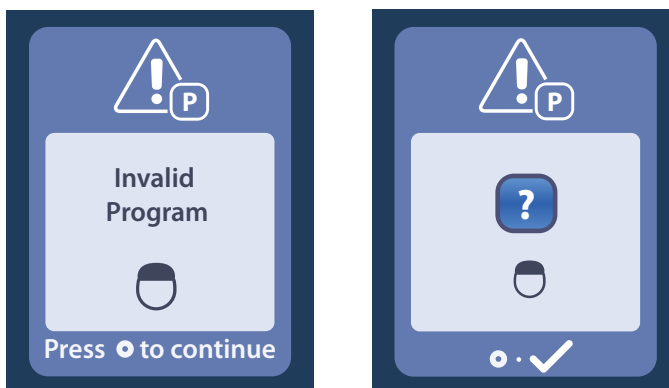 P
Invalid
Program
Press to continue
P
?